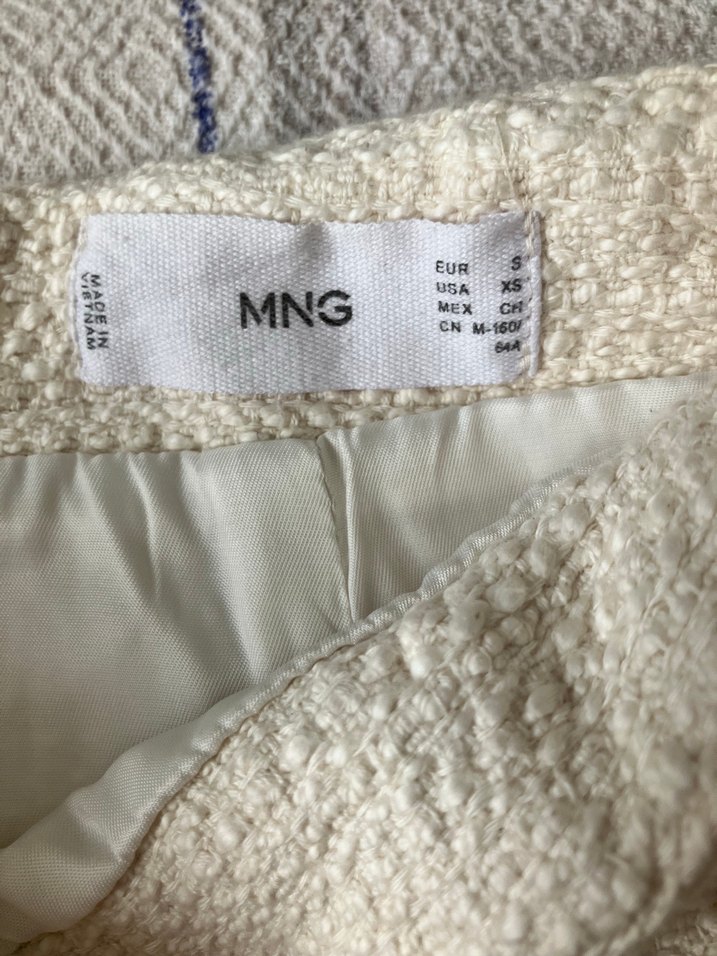 MADE IN
VIETNAM
MNG
EUR S
USA XS
MEX CH
CN M-160/
64A